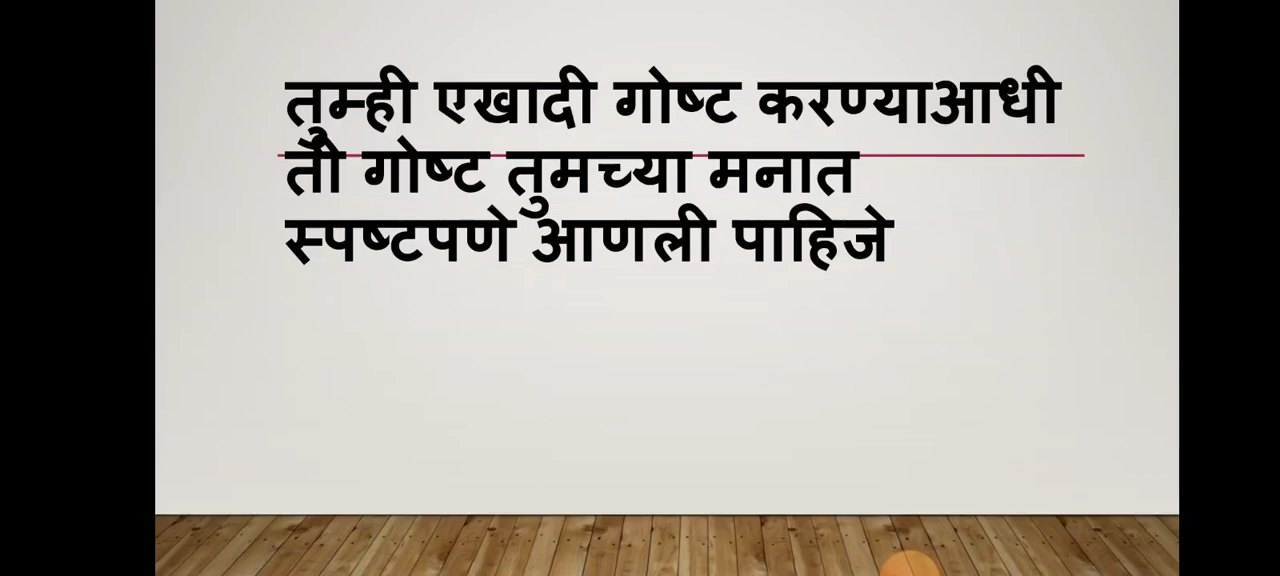 तुम्ही एखादी गोष्ट करण्याआधी
ती गोष्ट तुमच्या मनात
स्पष्टपणे आणली पाहिजे